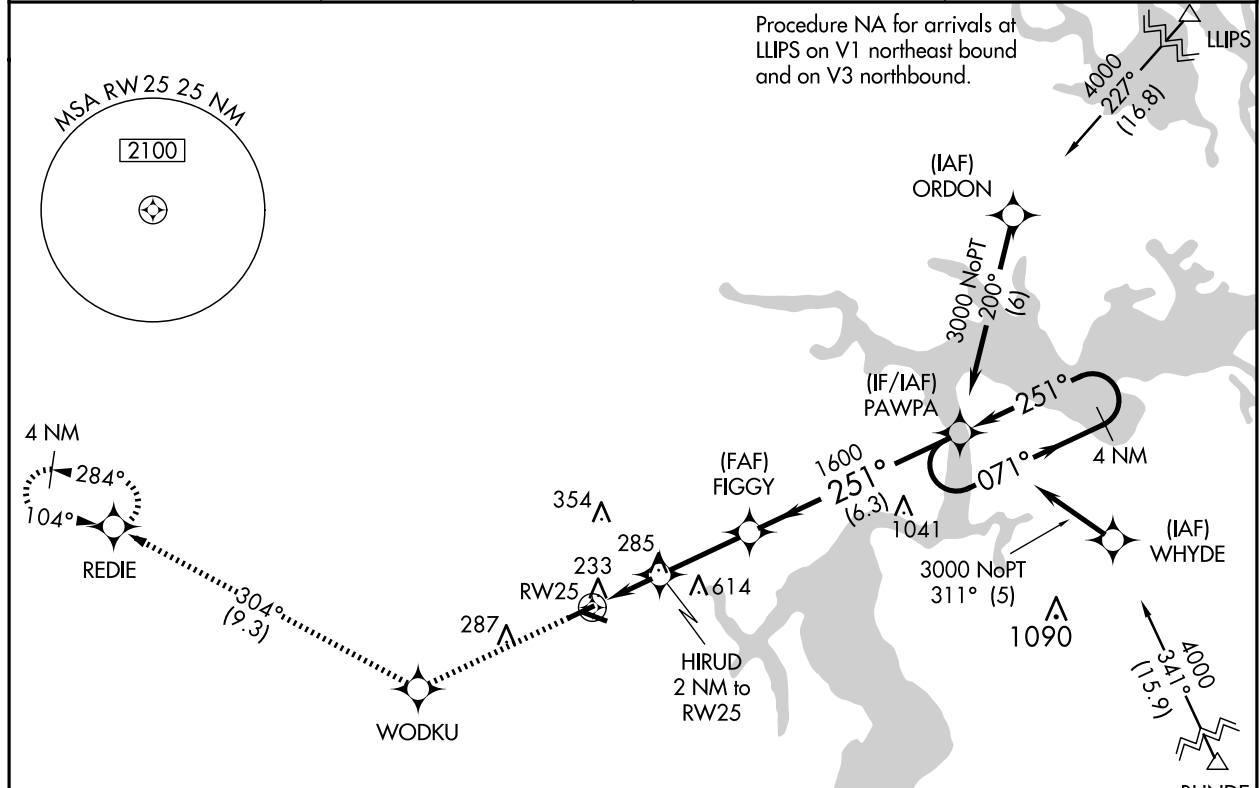 Procedure NA for arrivals at
LLIPS on V1 northeast bound
and on V3 northbound.
LLIPS
4000
227°
(16.8)
MSA RW25 25 NM
2100
(IAF)
ORDON
3000 NoPT
200°
(6)
(IF/IAF)
PAWPA
251°
071°
4 NM
4 NM
284°
104°
REDIE
(FAF)
FIGGY
1600
251°
(6.3)
1041
354
285
233
RW25
614
287
(IAF)
WHYDE
3000 NoPT
311° (5)
1090
304°
(9.3)
HIRUD
2 NM to
RW25
WODKU
4000
341°
(15.9)